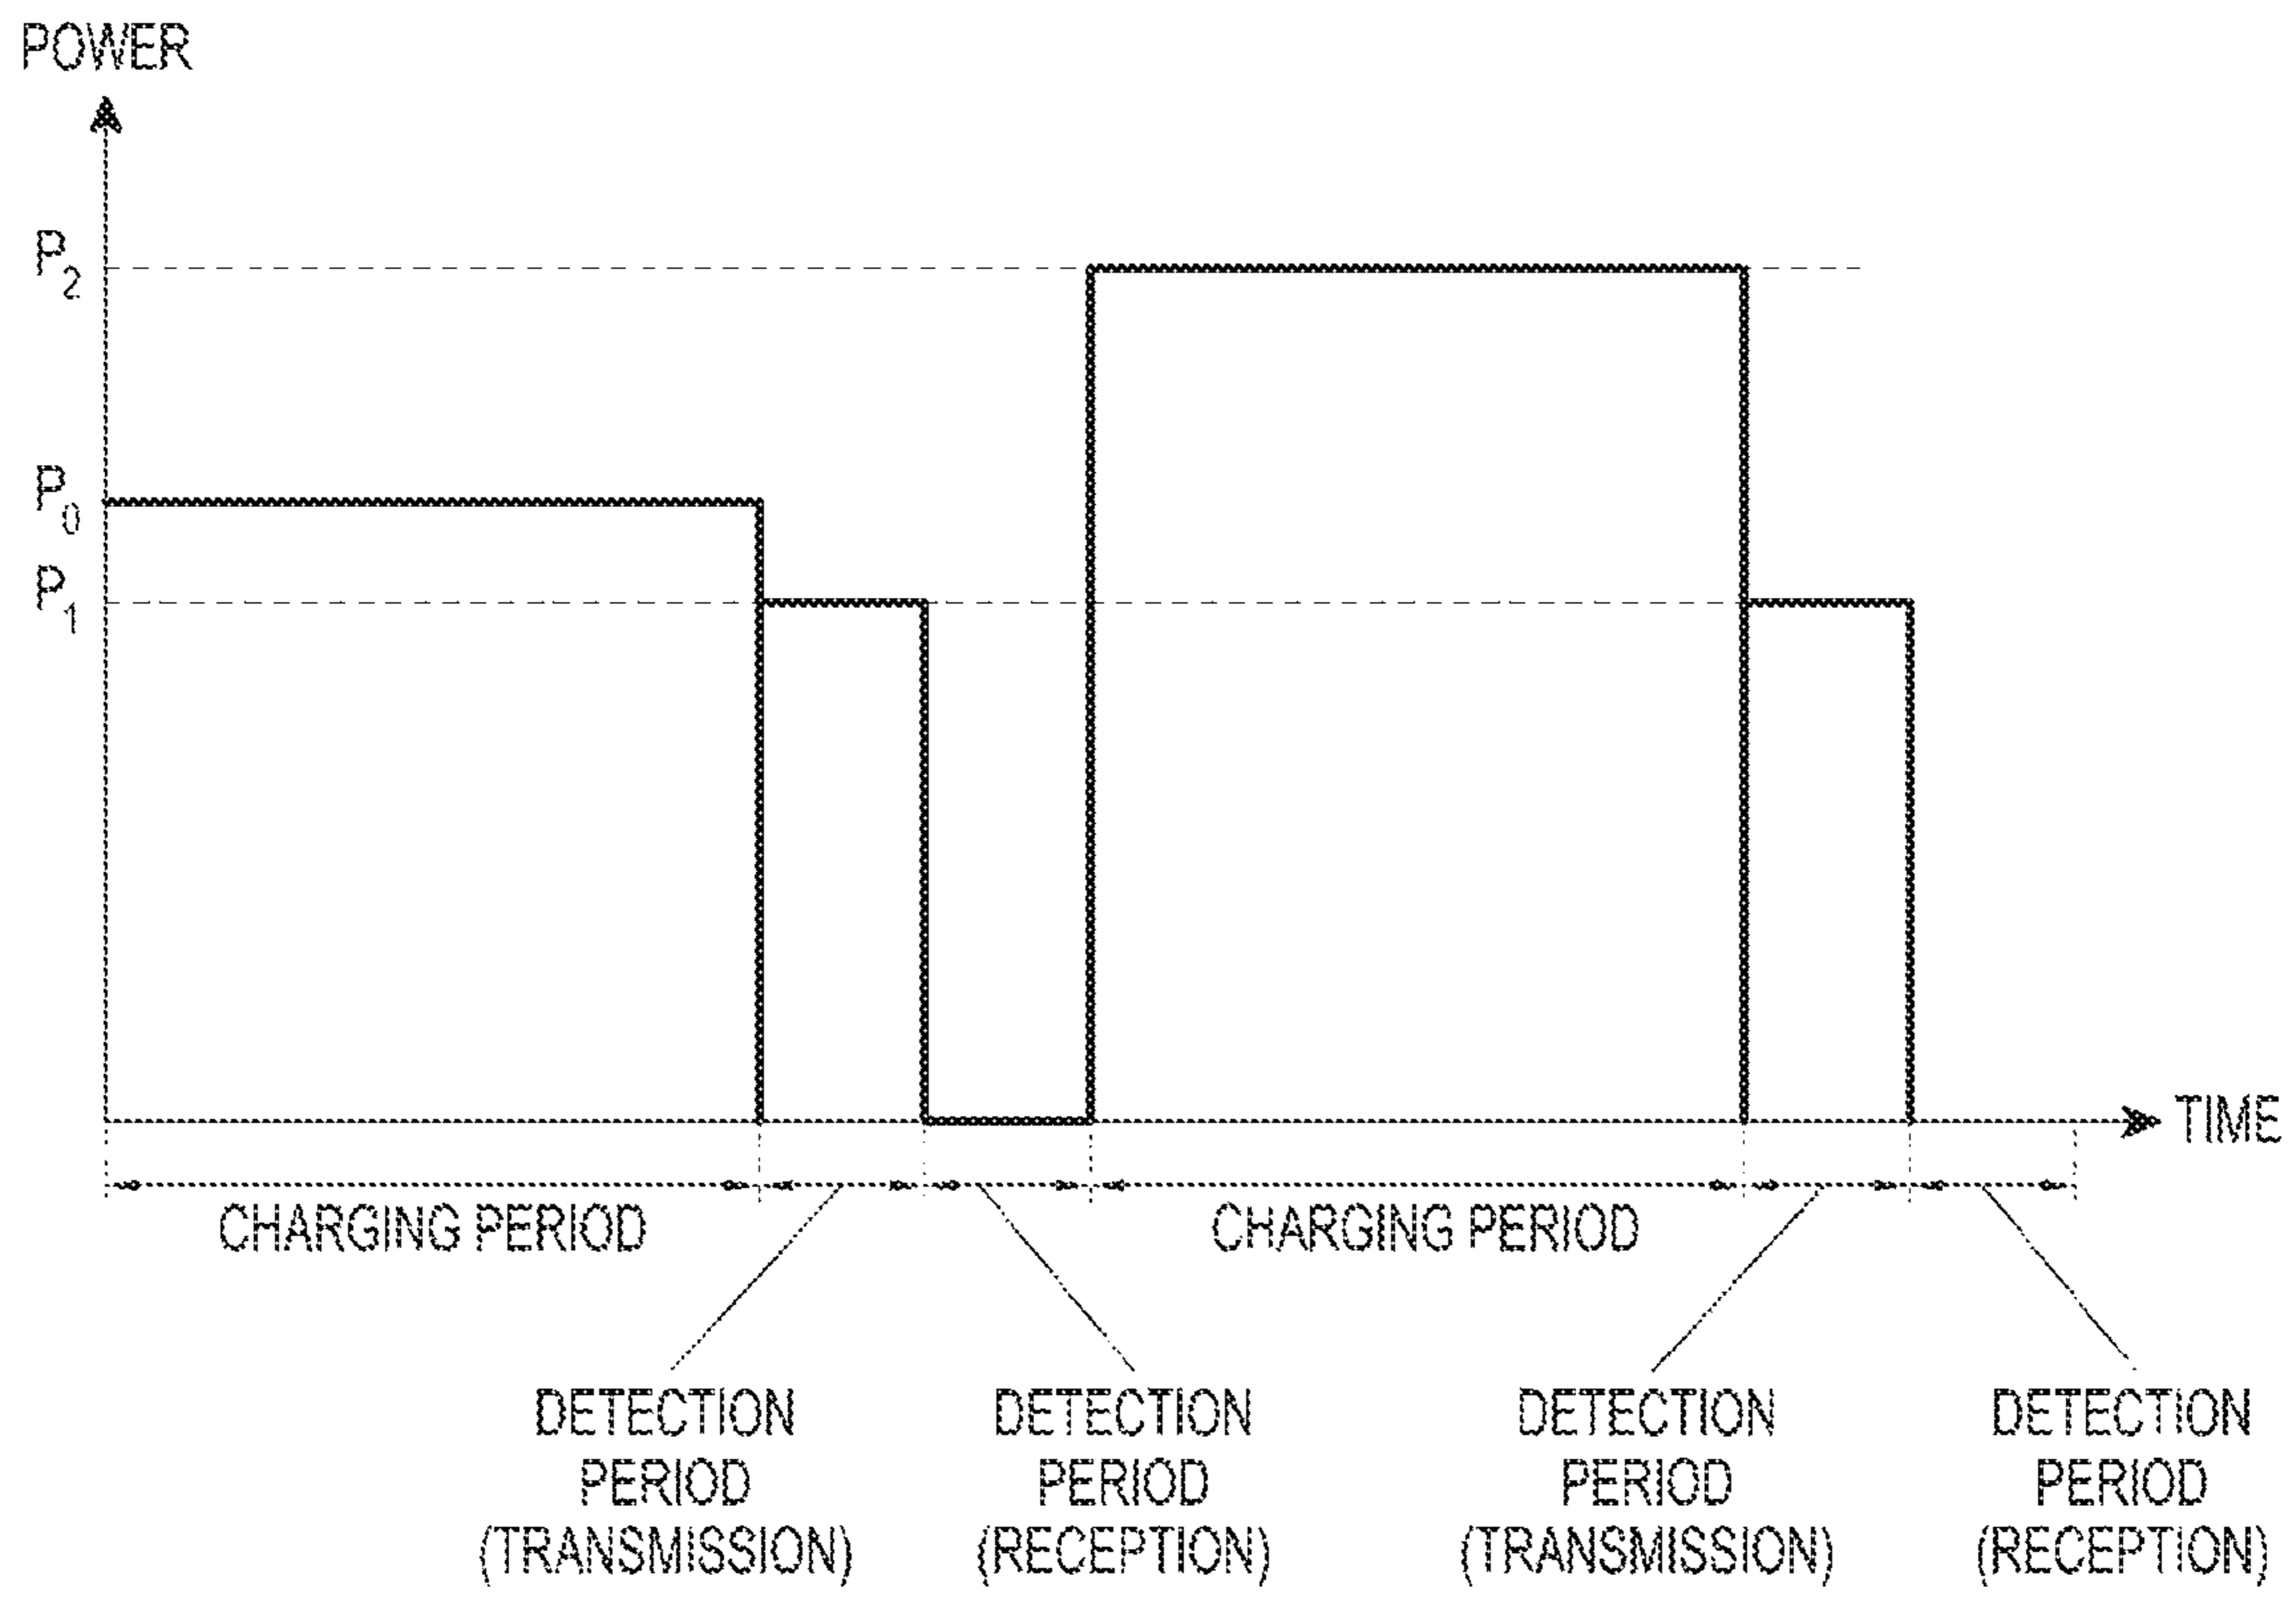 POWER
P2
P0
P1
TIME
CHARGING PERIOD
CHARGING PERIOD
DETECTION
PERIOD
(TRANSMISSION)
DETECTION
PERIOD
(RECEPTION)
DETECTION
PERIOD
(TRANSMISSION)
DETECTION
PERIOD
(RECEPTION)